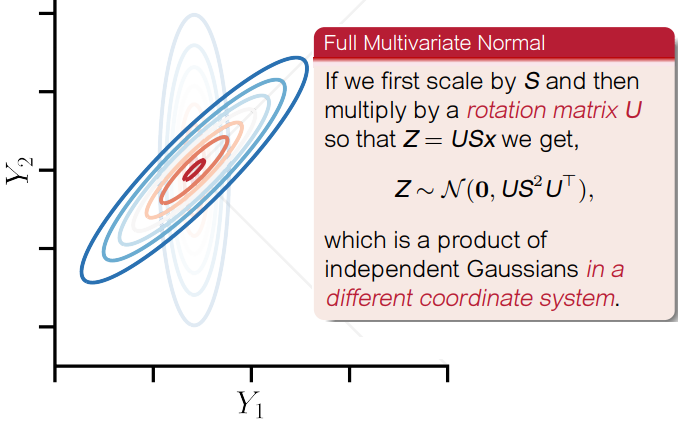 Y₂
Full Multivariate Normal
If we first scale by S and then
multiply by a rotation matrix U
so that Z = USx we get,
Z ∼ 𝒩(0, US²U⊤),
which is a product of
independent Gaussians in a
different coordinate system.
Y₁